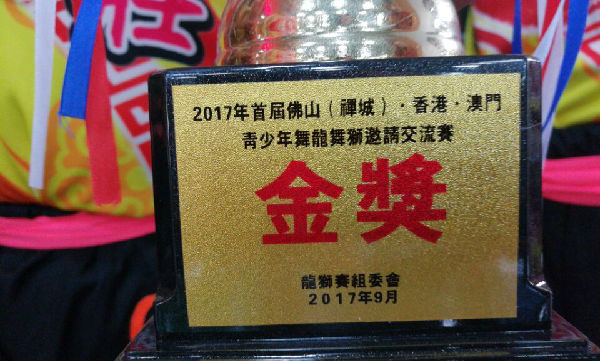 2017年首屆佛山（禪城）·香港·澳門
青少年舞龍舞獅邀請交流賽
金獎
龍獅賽組委會
2017年9月